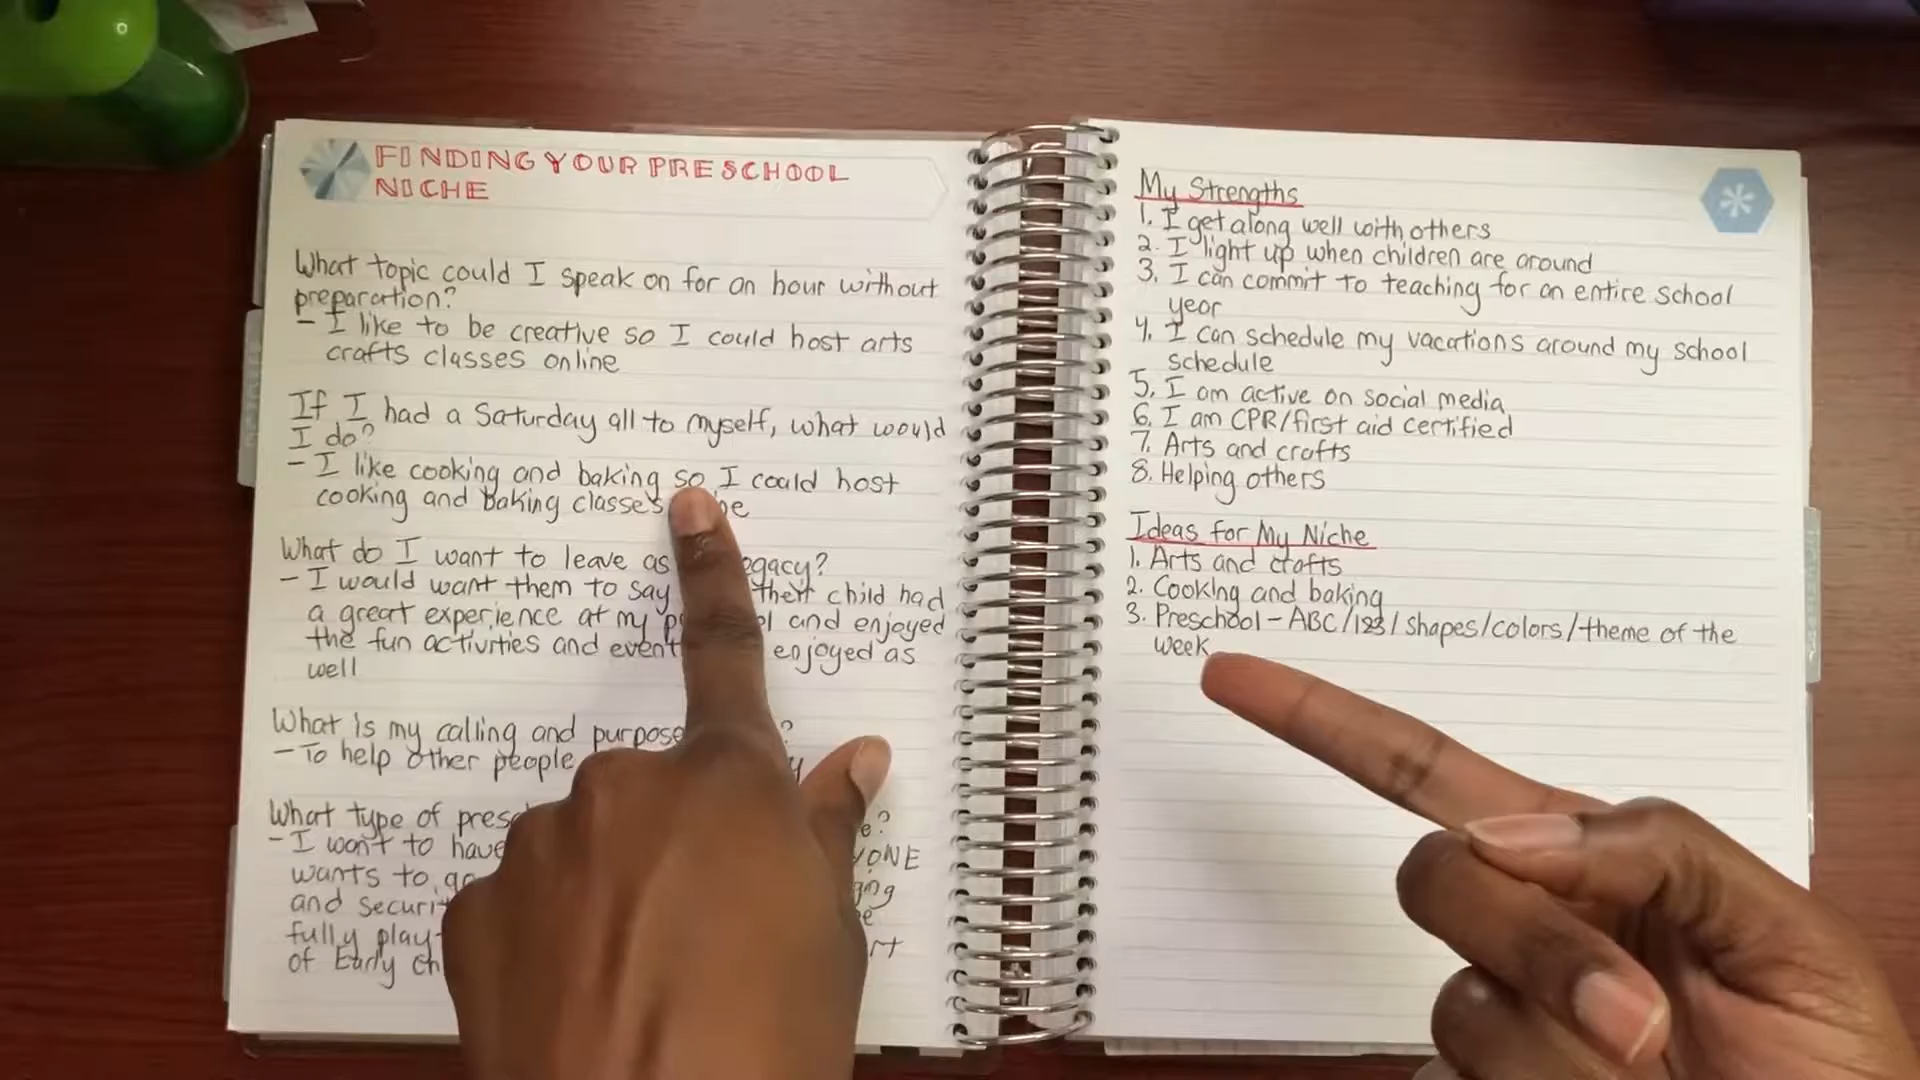 FINDING YOUR PRESCHOOL
NICHE
What topic could I speak on for an hour without
preparation?
- I like to be creative so I could host arts
crafts classes online
If I had a Saturday all to myself, what would
I do?
- I like cooking and baking so I could host
cooking and baking classes
What do I want to leave as legacy?
- I would want them to say their child had
a great experience at my and enjoyed
the fun activities and enjoyed as
well
What is my calling and purpose ?
- To help other people
What type of
- I want to have
wants to
and
fully play
of Early
My Strengths
1. I get along well with others
2. I light up when children are around
3. I can commit to teaching for an entire school
year
4. I can schedule my vacations around my school
schedule
5. I am active on social media
6. I am CPR/first aid certified
7. Arts and crafts
8. Helping others
Ideas for My Niche
1. Arts and crafts
2. Cooking and baking
3. Preschool - ABC/123/shapes/colors/theme of the
week